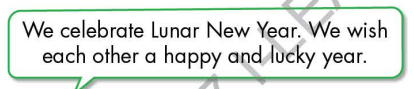 We celebrate Lunar New Year. We wish
each other a happy and lucky year.